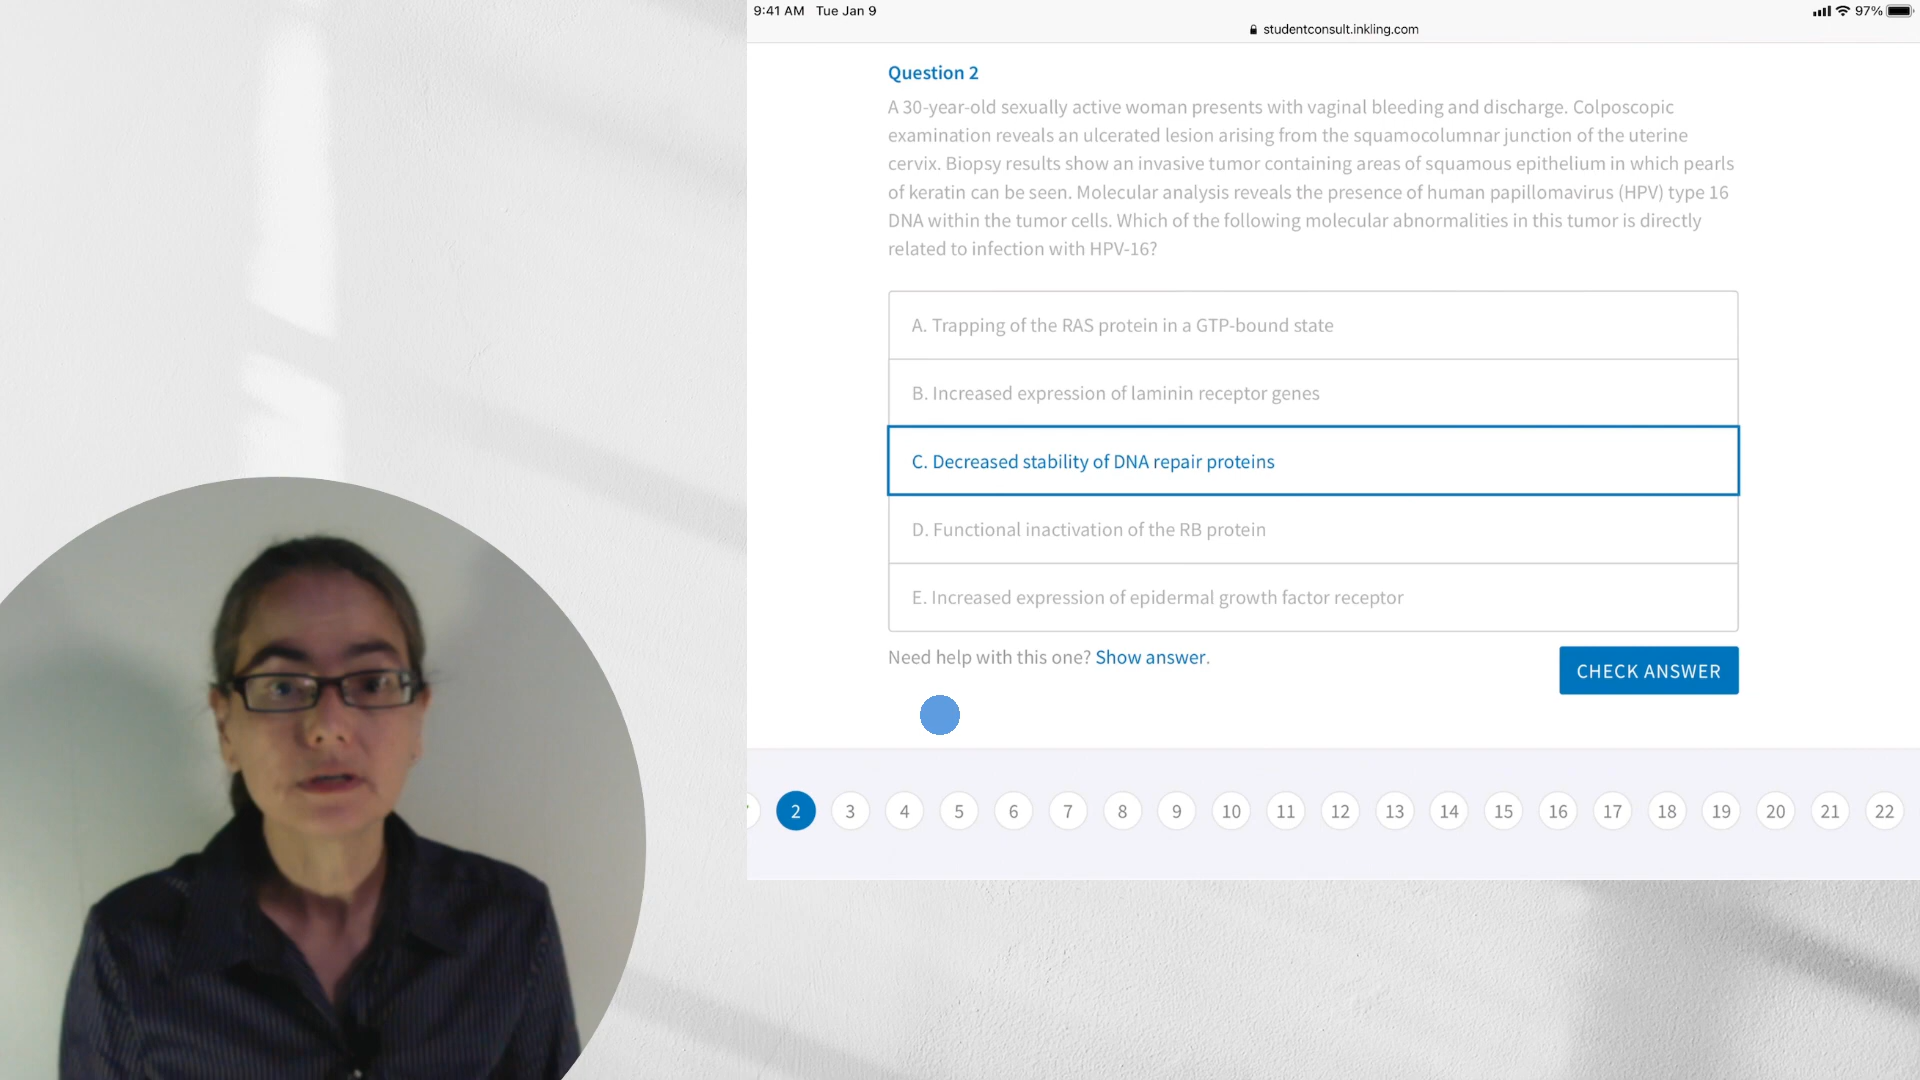 9:41 AM Tue Jan 9
97%
studentconsult.inkling.com
Question 2
A 30-year-old sexually active woman presents with vaginal bleeding and discharge. Colposcopic
examination reveals an ulcerated lesion arising from the squamocolumnar junction of the uterine
cervix. Biopsy results show an invasive tumor containing areas of squamous epithelium in which pearls
of keratin can be seen. Molecular analysis reveals the presence of human papillomavirus (HPV) type 16
DNA within the tumor cells. Which of the following molecular abnormalities in this tumor is directly
related to infection with HPV-16?
A. Trapping of the RAS protein in a GTP-bound state
B. Increased expression of laminin receptor genes
C. Decreased stability of DNA repair proteins
D. Functional inactivation of the RB protein
E. Increased expression of epidermal growth factor receptor
Need help with this one? Show answer.
CHECK ANSWER
2 3 4 5 6 7 8 9 10 11 12 13 14 15 16 17 18 19 20 21 22